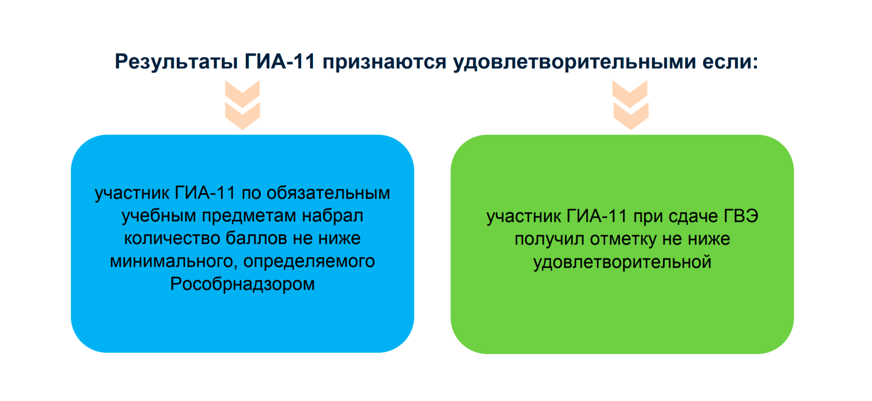 Результаты ГИА-11 признаются удовлетворительными если:
участник ГИА-11 по обязательным
учебным предметам набрал
количество баллов не ниже
минимального, определяемого
Рособрнадзором
участник ГИА-11 при сдаче ГВЭ
получил отметку не ниже
удовлетворительной